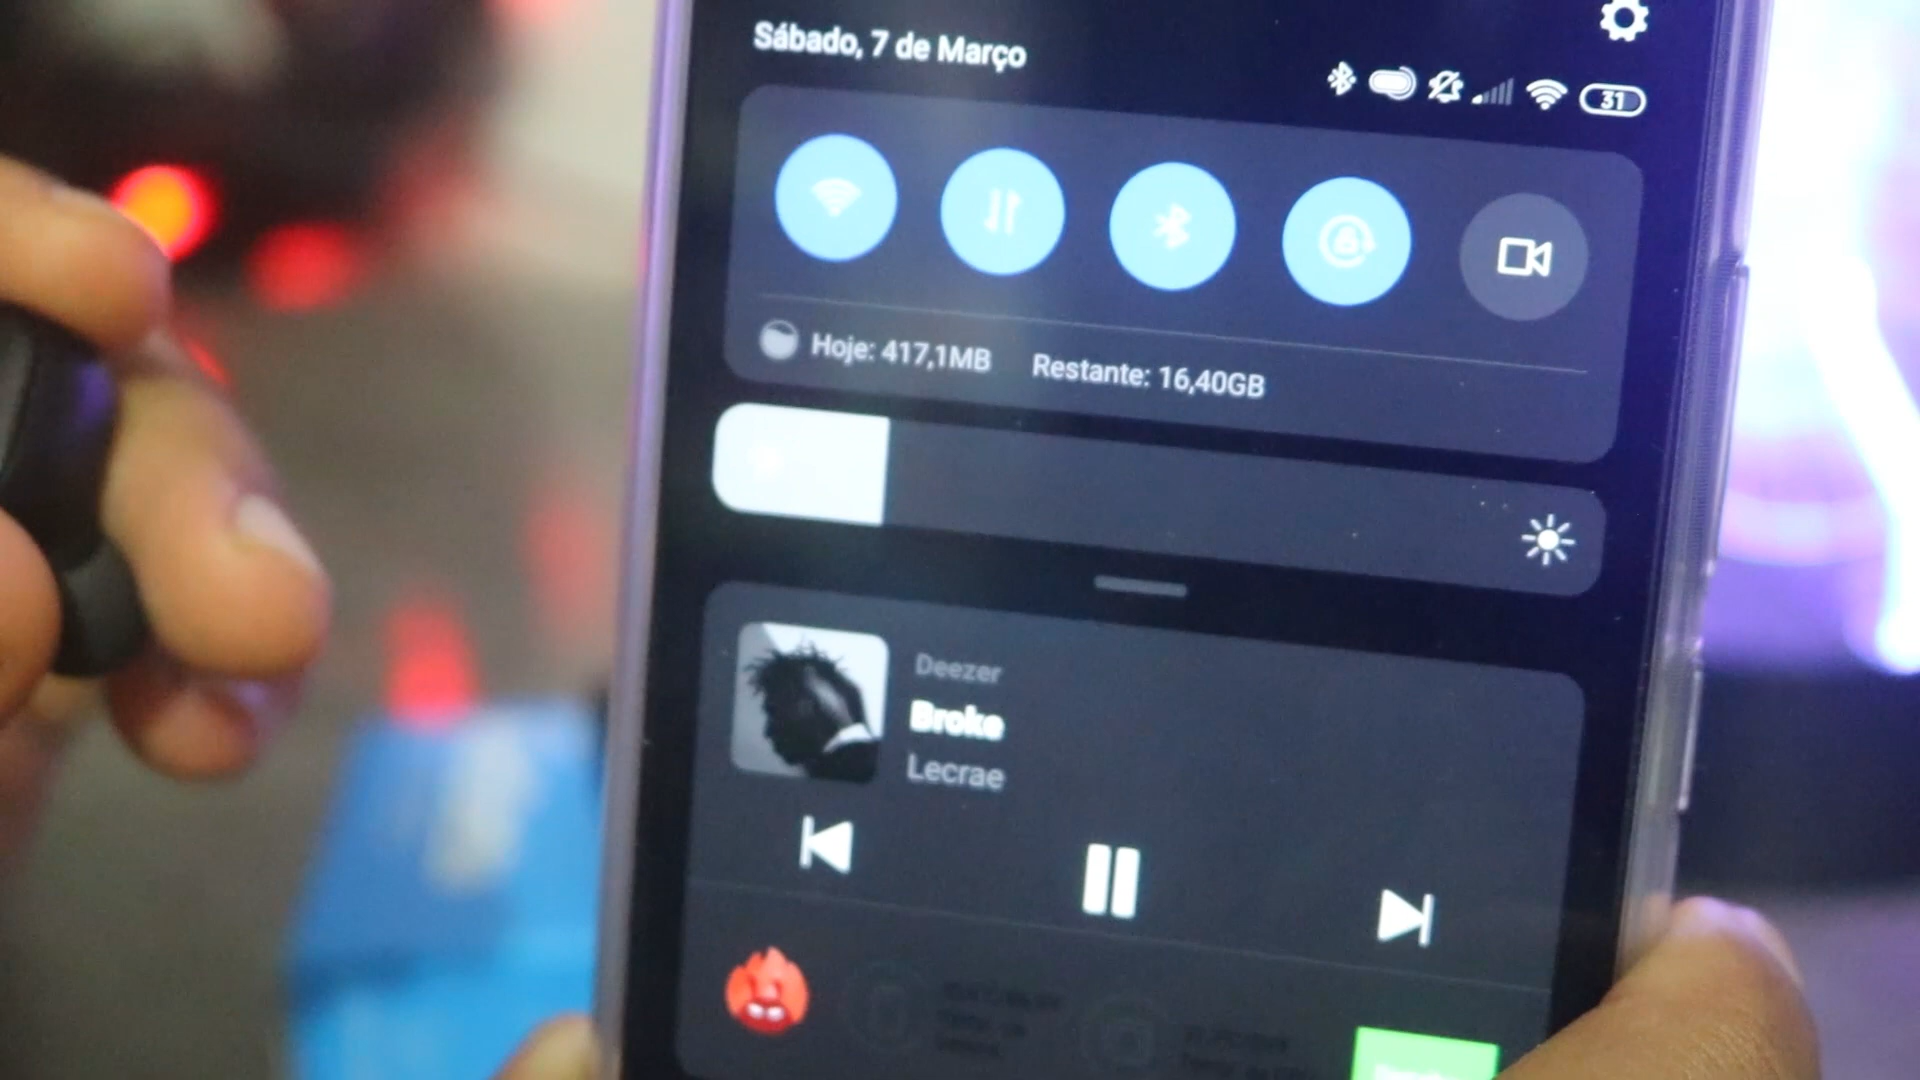 Sábado, 7 de Março
31
Hoje: 417,1MB Restante: 16,40GB
Deezer
Broke
Lecrae